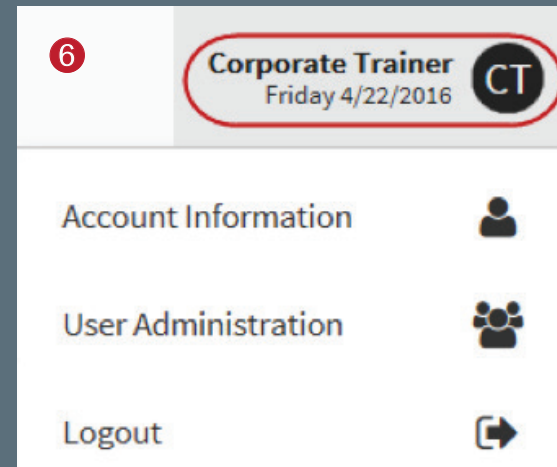 6
Corporate Trainer
Friday 4/22/2016
CT
Account Information
User Administration
Logout